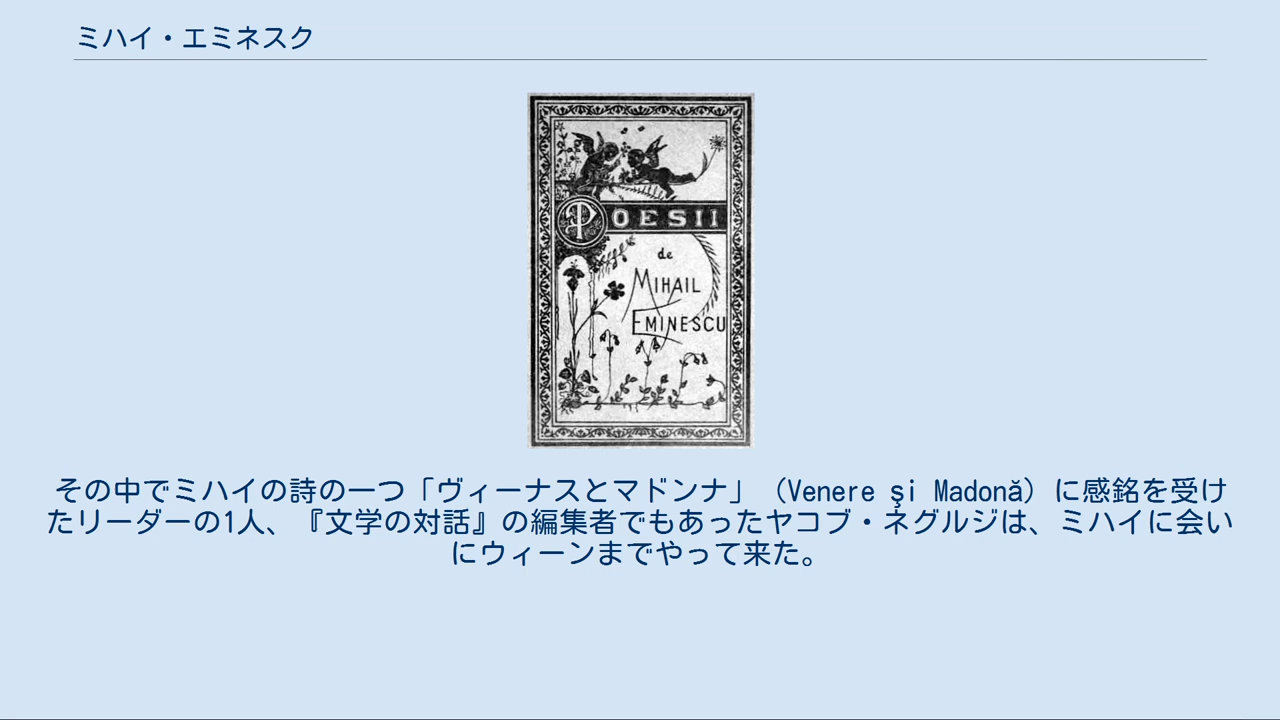 ミハイ・エミネスク
POESII
de
MIHAIL
EMINESCU
その中でミハイの詩の一つ「ヴィーナスとマドンナ」（Venere şi Madonă）に感銘を受け
たリーダーの1人、『文学の対話』の編集者でもあったヤコブ・ネグルジは、ミハイに会い
にウィーンまでやって来た。